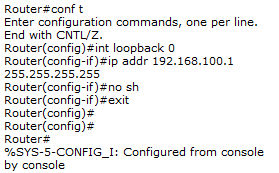 Router#conf t
Enter configuration commands, one per line.
End with CNTL/Z.
Router(config)#int loopback 0
Router(config-if)#ip addr 192.168.100.1
255.255.255.255
Router(config-if)#no sh
Router(config-if)#exit
Router(config)#
Router(config)#
Router#
%SYS-5-CONFIG_I: Configured from console
by console